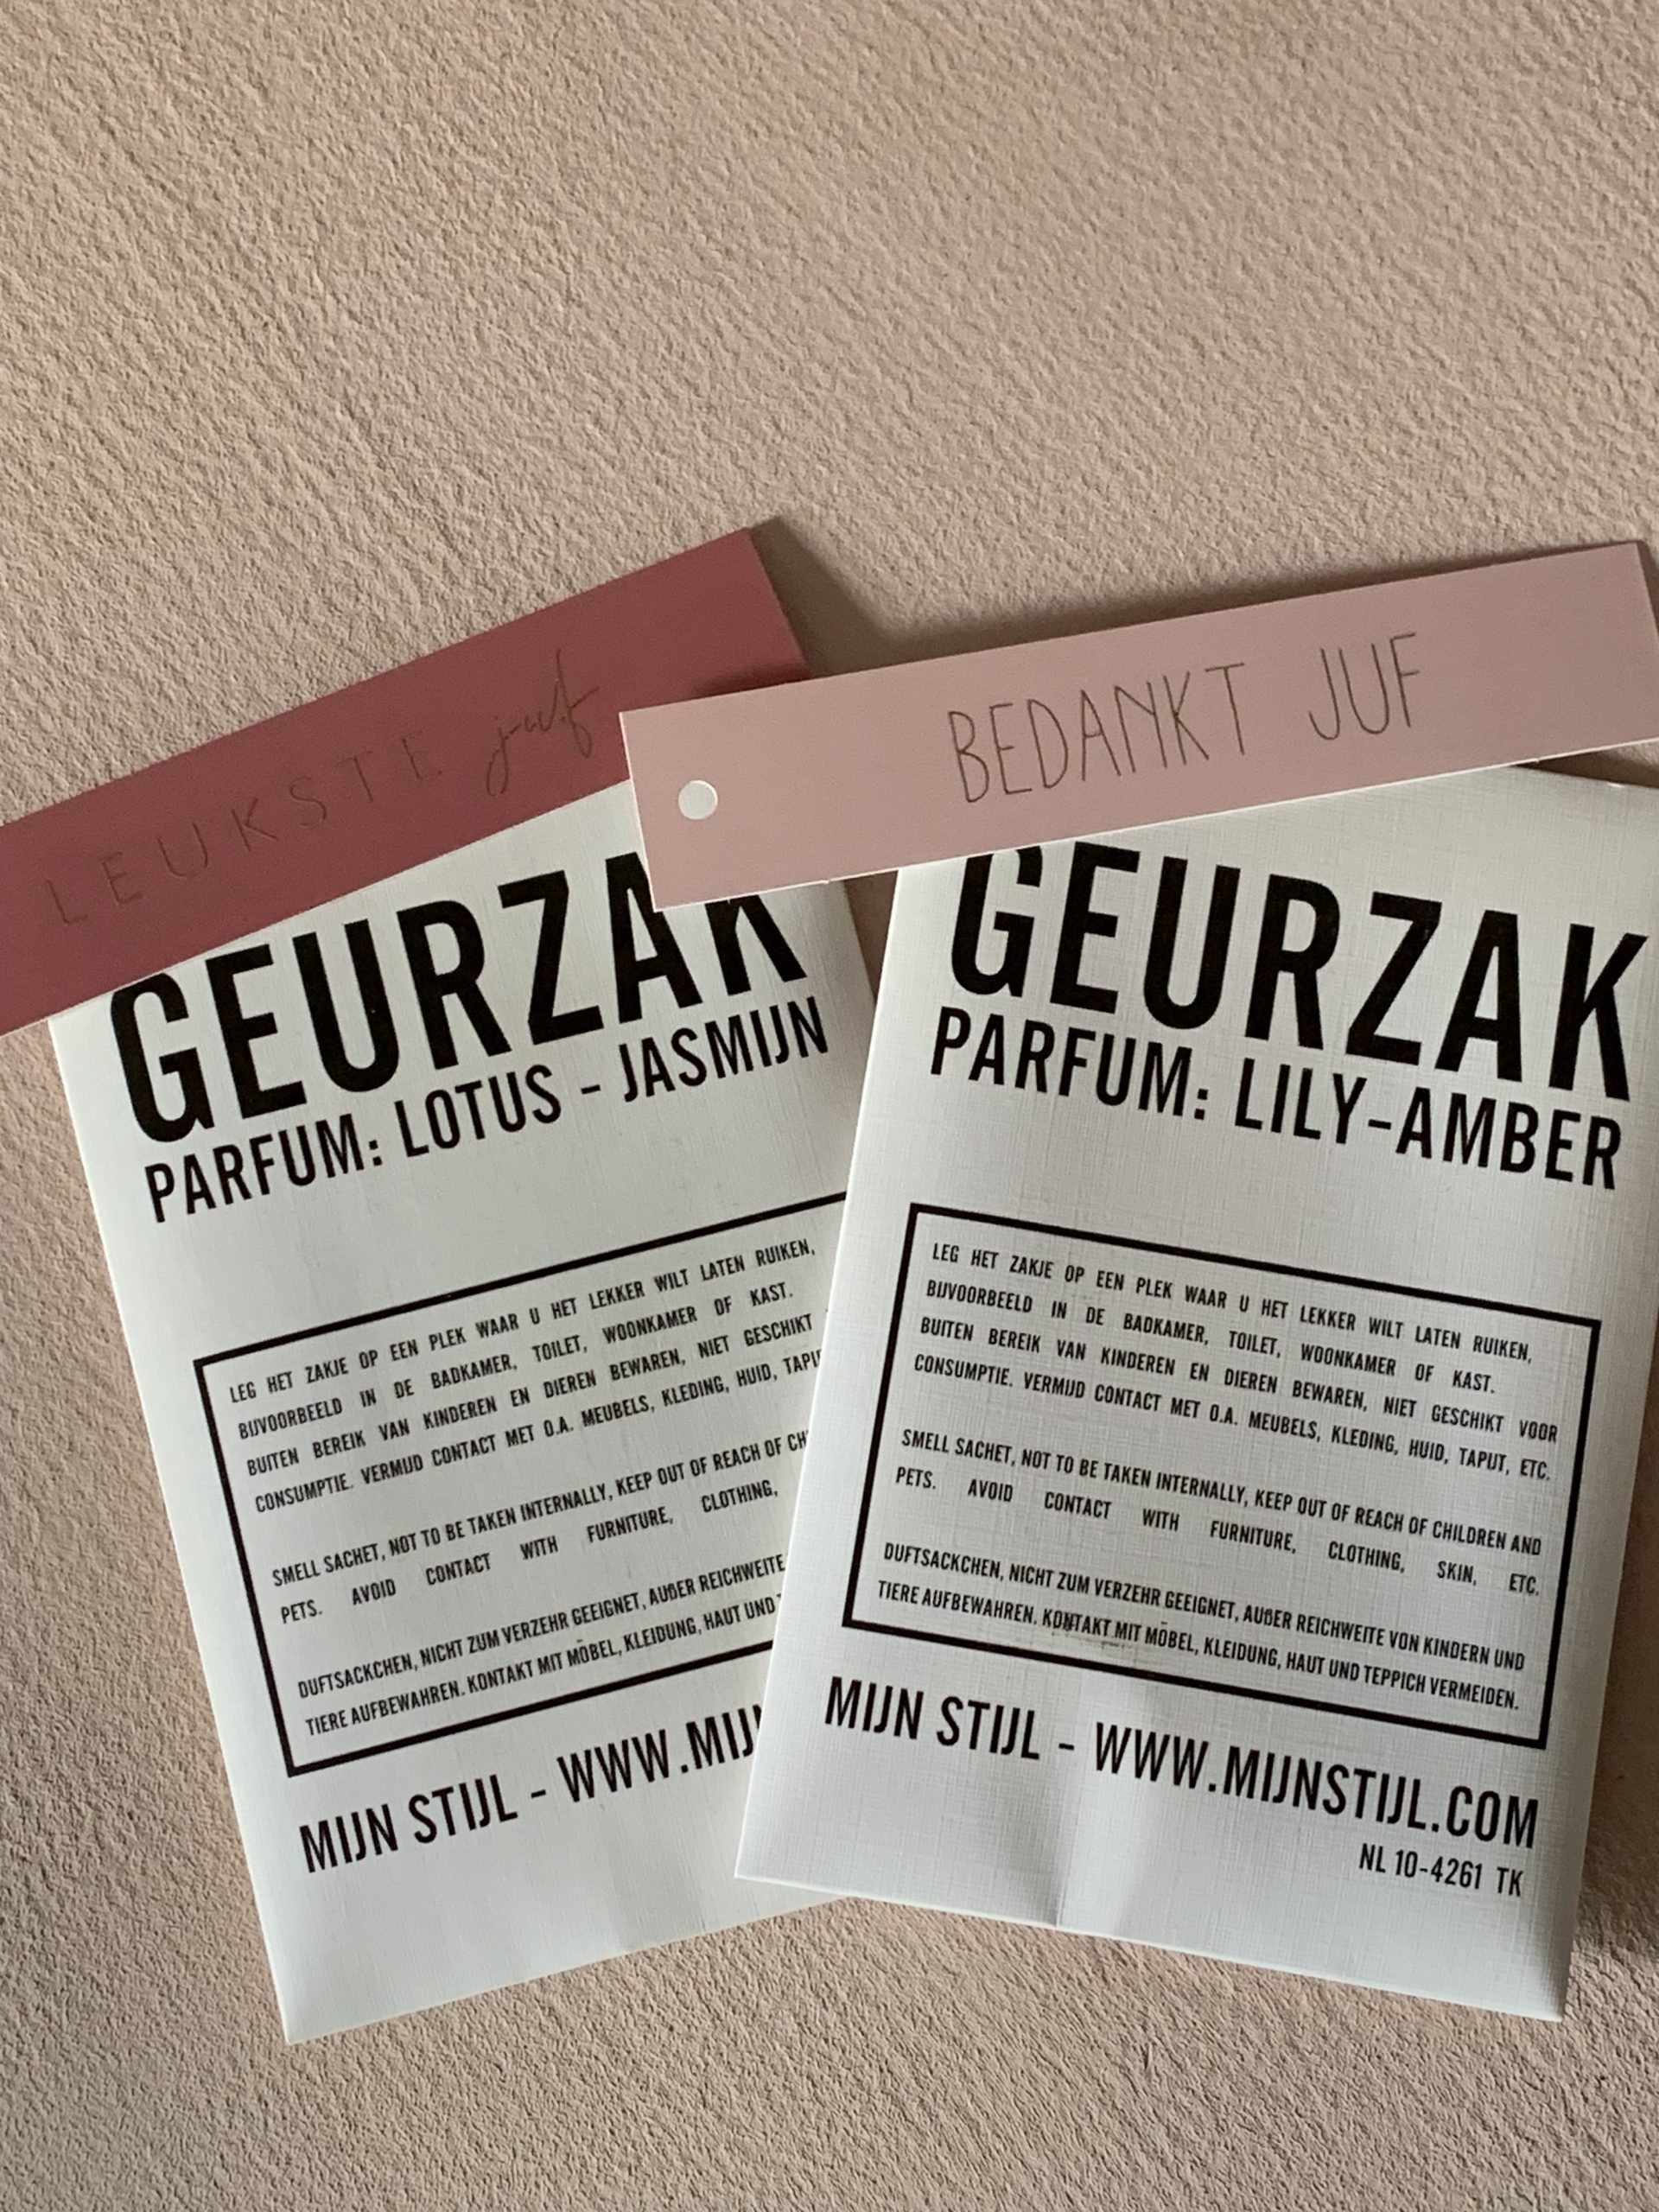 LEUKSTE juf
GEURZAK
PARFUM: LOTUS - JASMIJN
LEG HET ZAKJE OP EEN PLEK WAAR U HET LEKKER WILT LATEN RUIKEN,
BIJVOORBEELD IN DE BADKAMER, TOILET, WOONKAMER OF KAST.
BUITEN BEREIK VAN KINDEREN EN DIEREN BEWAREN, NIET GESCHIKT
CONSUMPTIE. VERMIJD CONTACT MET O.A. MEUBELS, KLEDING, HUID,
SMELL SACHET, NOT TO BE TAKEN INTERNALLY, KEEP OUT OF REACH OF
PETS. AVOID CONTACT WITH FURNITURE, CLOTHING,
DUFTSACKCHEN, NICHT ZUM VERZEHR GEEIGNET, AUßER REICHWEITE
TIERE AUFBEWAHREN. KONTAKT MIT MÖBEL, KLEIDUNG, HAUT UND
MIJN STIJL - WWW.MIJN
BEDANKT JUF
GEURZAK
PARFUM: LILY-AMBER
LEG HET ZAKJE OP EEN PLEK WAAR U HET LEKKER WILT LATEN RUIKEN,
BIJVOORBEELD IN DE BADKAMER, TOILET, WOONKAMER OF KAST.
BUITEN BEREIK VAN KINDEREN EN DIEREN BEWAREN, NIET GESCHIKT VOOR
CONSUMPTIE. VERMIJD CONTACT MET O.A. MEUBELS, KLEDING, HUID, TAPIJT, ETC.
SMELL SACHET, NOT TO BE TAKEN INTERNALLY, KEEP OUT OF REACH OF CHILDREN AND
PETS. AVOID CONTACT WITH FURNITURE, CLOTHING, SKIN, ETC.
DUFTSACKCHEN, NICHT ZUM VERZEHR GEEIGNET, AUßER REICHWEITE VON KINDERN UND
TIERE AUFBEWAHREN. KONTAKT MIT MÖBEL, KLEIDUNG, HAUT UND TEPPICH VERMEIDEN.
MIJN STIJL - WWW.MIJNSTIJL.COM
NL 10-4261 TK